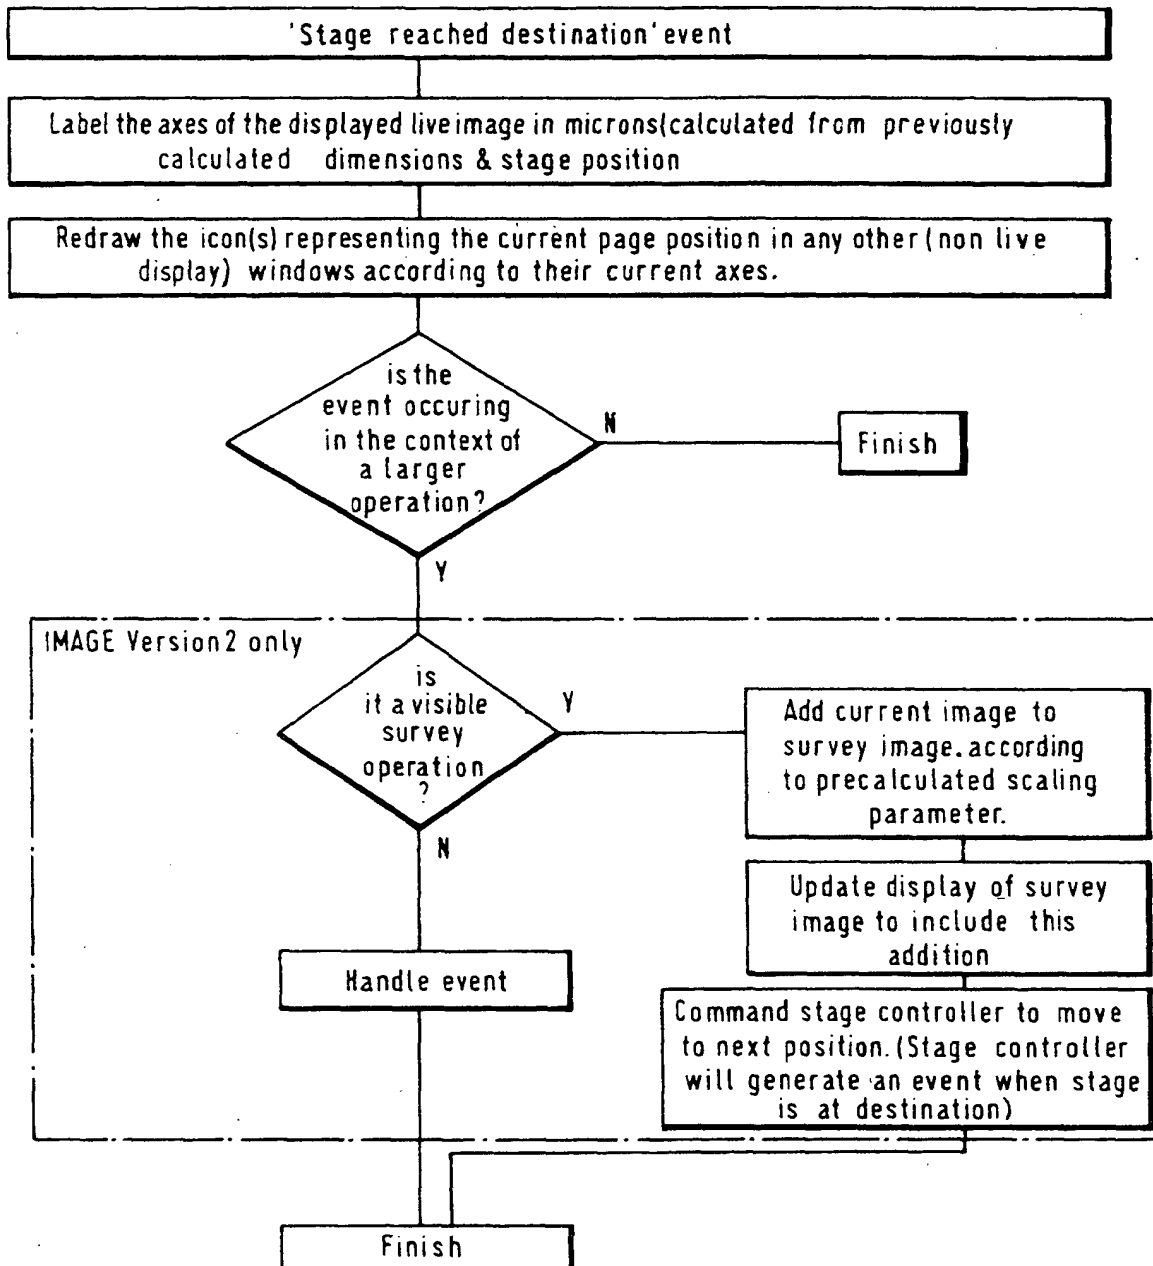 'Stage reached destination' event
Label the axes of the displayed live image in microns(calculated from previously
calculated dimensions & stage position
Redraw the icon(s) representing the current page position in any other (non live
display) windows according to their current axes.
is the
event occuring
in the context of
a larger
operation?
N
Finish
Y
IMAGE Version 2 only
is
it a visible
survey
operation
?
Y
Add current image to
survey image. according
to precalculated scaling
parameter.
N
Update display of survey
image to include this
addition
Handle event
Command stage controller to move
to next position. (Stage controller
will generate an event when stage
is at destination)
Finish